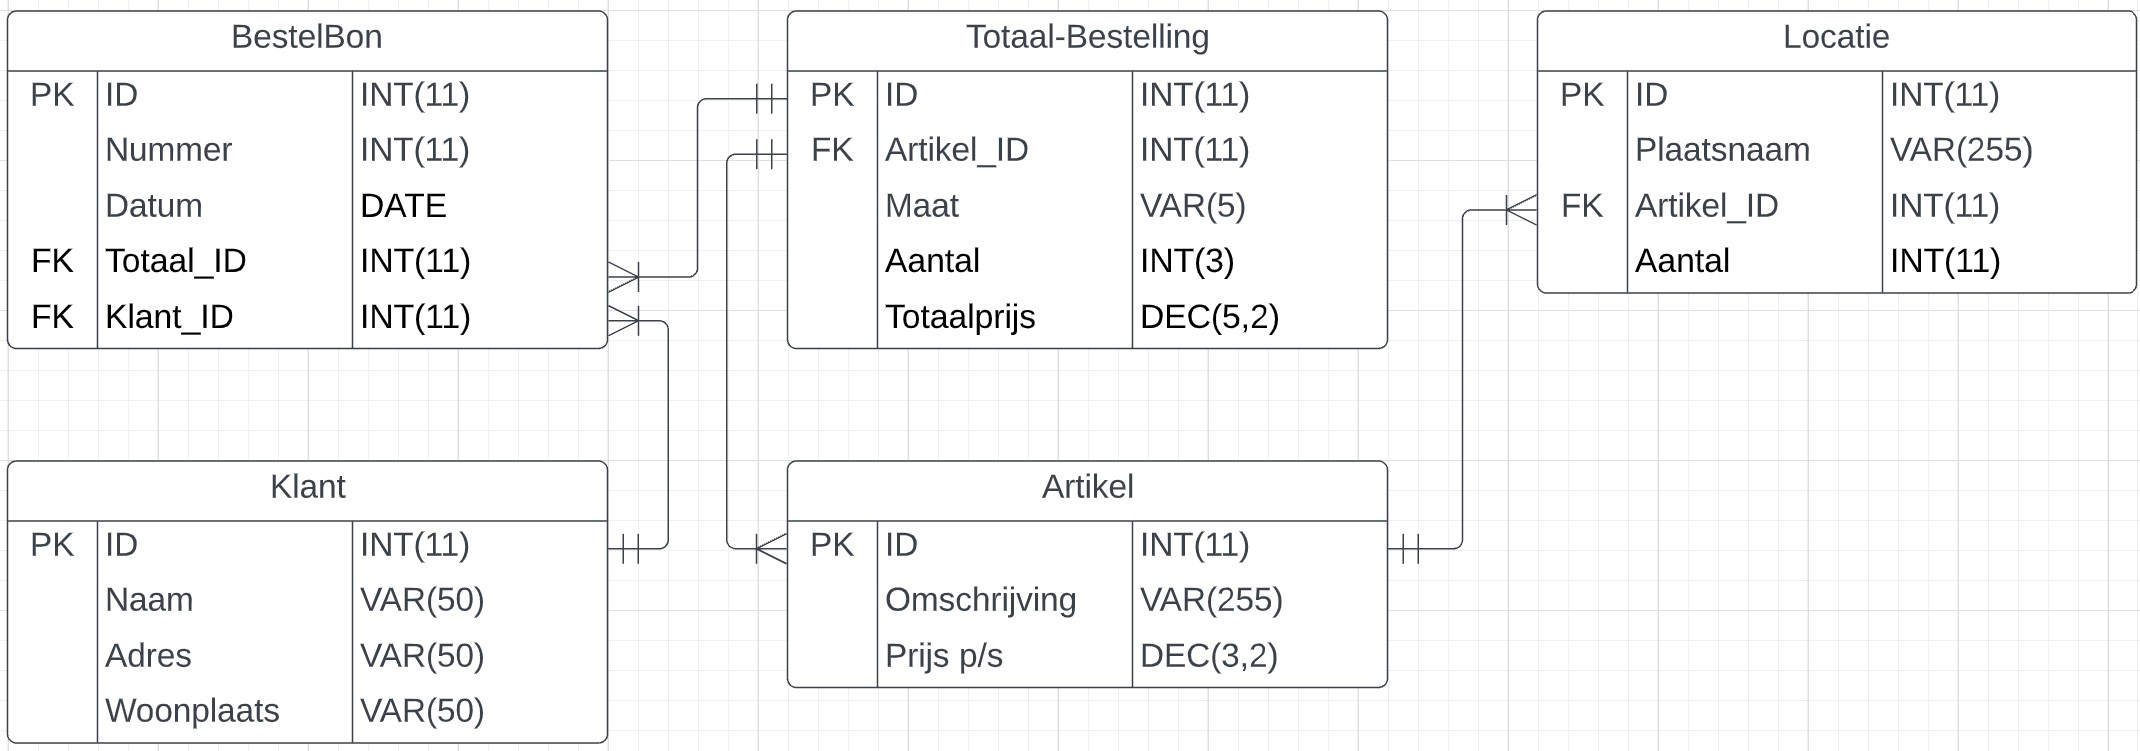 BestelBon
PK ID INT(11)
Nummer INT(11)
Datum DATE
FK Totaal_ID INT(11)
FK Klant_ID INT(11)
Totaal-Bestelling
PK ID INT(11)
FK Artikel_ID INT(11)
Maat VAR(5)
Aantal INT(3)
Totaalprijs DEC(5,2)
Locatie
PK ID INT(11)
Plaatsnaam VAR(255)
FK Artikel_ID INT(11)
Aantal INT(11)
Klant
PK ID INT(11)
Naam VAR(50)
Adres VAR(50)
Woonplaats VAR(50)
Artikel
PK ID INT(11)
Omschrijving VAR(255)
Prijs p/s DEC(3,2)